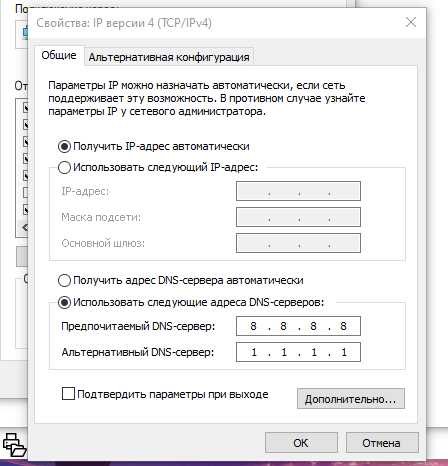 Свойства: IP версии 4 (TCP/IPv4)
Общие
Альтернативная конфигурация
Параметры IP можно назначать автоматически, если сеть
поддерживает эту возможность. В противном случае узнайте
параметры IP у сетевого администратора.
Получить IP-адрес автоматически
Использовать следующий IP-адрес:
IP-адрес:
Маска подсети:
Основной шлюз:
Получить адрес DNS-сервера автоматически
Использовать следующие адреса DNS-серверов:
Предпочитаемый DNS-сервер: 8 . 8 . 8 . 8
Альтернативный DNS-сервер: 1 . 1 . 1 . 1
Подтвердить параметры при выходе
Дополнительно...
ОК
Отмена